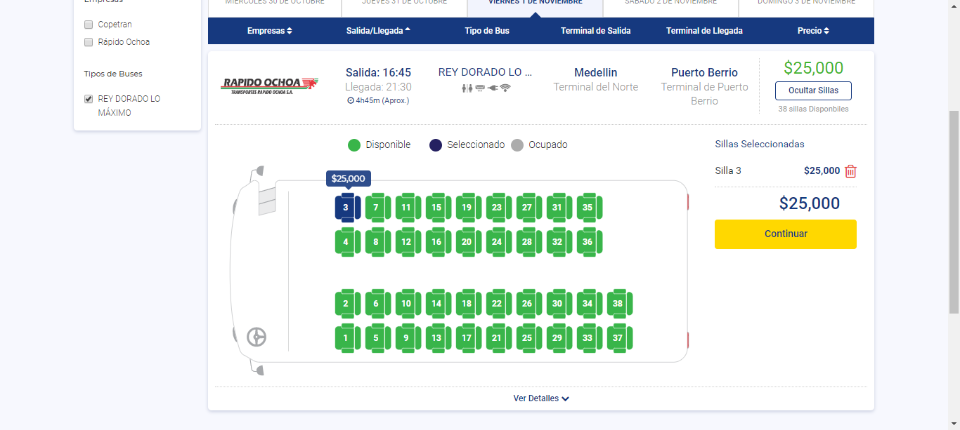 Empresas
Copetran
Rápido Ochoa
Tipos de Buses
REY DORADO LO
MÁXIMO
MIÉRCOLES 30 DE OCTUBRE
JUEVES 31 DE OCTUBRE
VIERNES 1 DE NOVIEMBRE
SÁBADO 2 DE NOVIEMBRE
DOMINGO 3 DE NOVIEMBRE
Empresas Salida/Llegada Tipo de Bus Terminal de Salida Terminal de Llegada Precio
RAPIDO OCHOA
TRANSPORTES RAPIDO OCHOA S.A.
Salida: 16:45
Llegada: 21:30
4h45m (Aprox.)
REY DORADO LO ...
Medellin
Terminal del Norte
Puerto Berrio
Terminal de Puerto
Berrio
$25,000
Ocultar Sillas
38 sillas Disponbiles
Disponible Seleccionado Ocupado
$25,000
3 7 11 15 19 23 27 31 35
4 8 12 16 20 24 28 32 36
2 6 10 14 18 22 26 30 34 38
1 5 9 13 17 21 25 29 33 37
Sillas Seleccionadas
Silla 3 $25,000
$25,000
Continuar
Ver Detalles